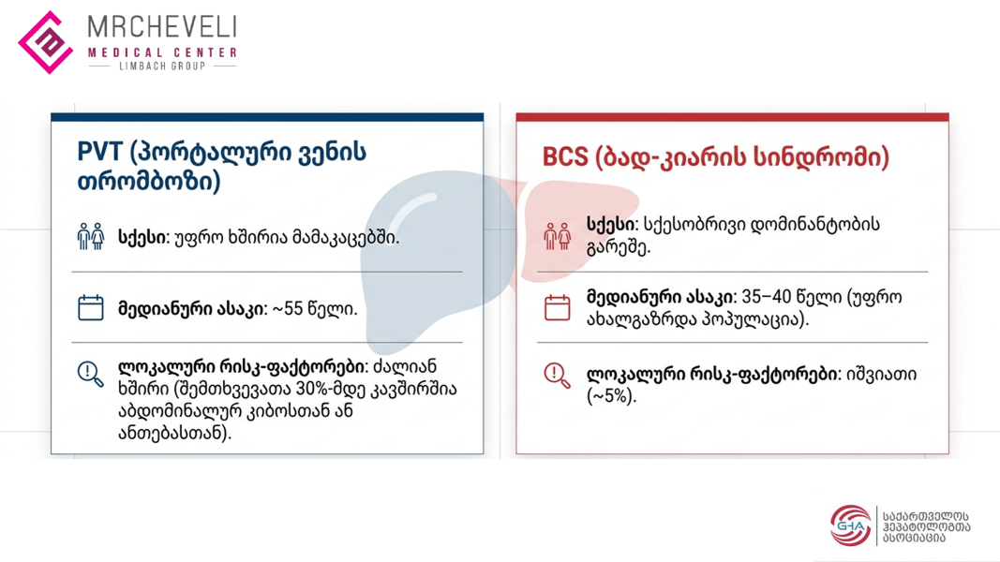 MRCHEVELI
MEDICAL CENTER
LIMBACH GROUP
PVT (პორტალური ვენის
თრომბოზი)
სქესი: უფრო ხშირია მამაკაცებში.
მედიანური ასაკი: ~55 წელი.
ლოკალური რისკ-ფაქტორები: ძალიან
ხშირი (შემთხვევათა 30%-მდე კავშირშია
აბდომინალურ კიბოსთან ან
ანთებასთან).
BCS (ბად-კიარის სინდრომი)
სქესი: სქესობრივი დომინანტობის
გარეშე.
მედიანური ასაკი: 35–40 წელი (უფრო
ახალგაზრდა პოპულაცია).
ლოკალური რისკ-ფაქტორები: იშვიათი
(~5%).
GHA
საქართველოს
ჰეპატოლოგთა
ასოციაცია